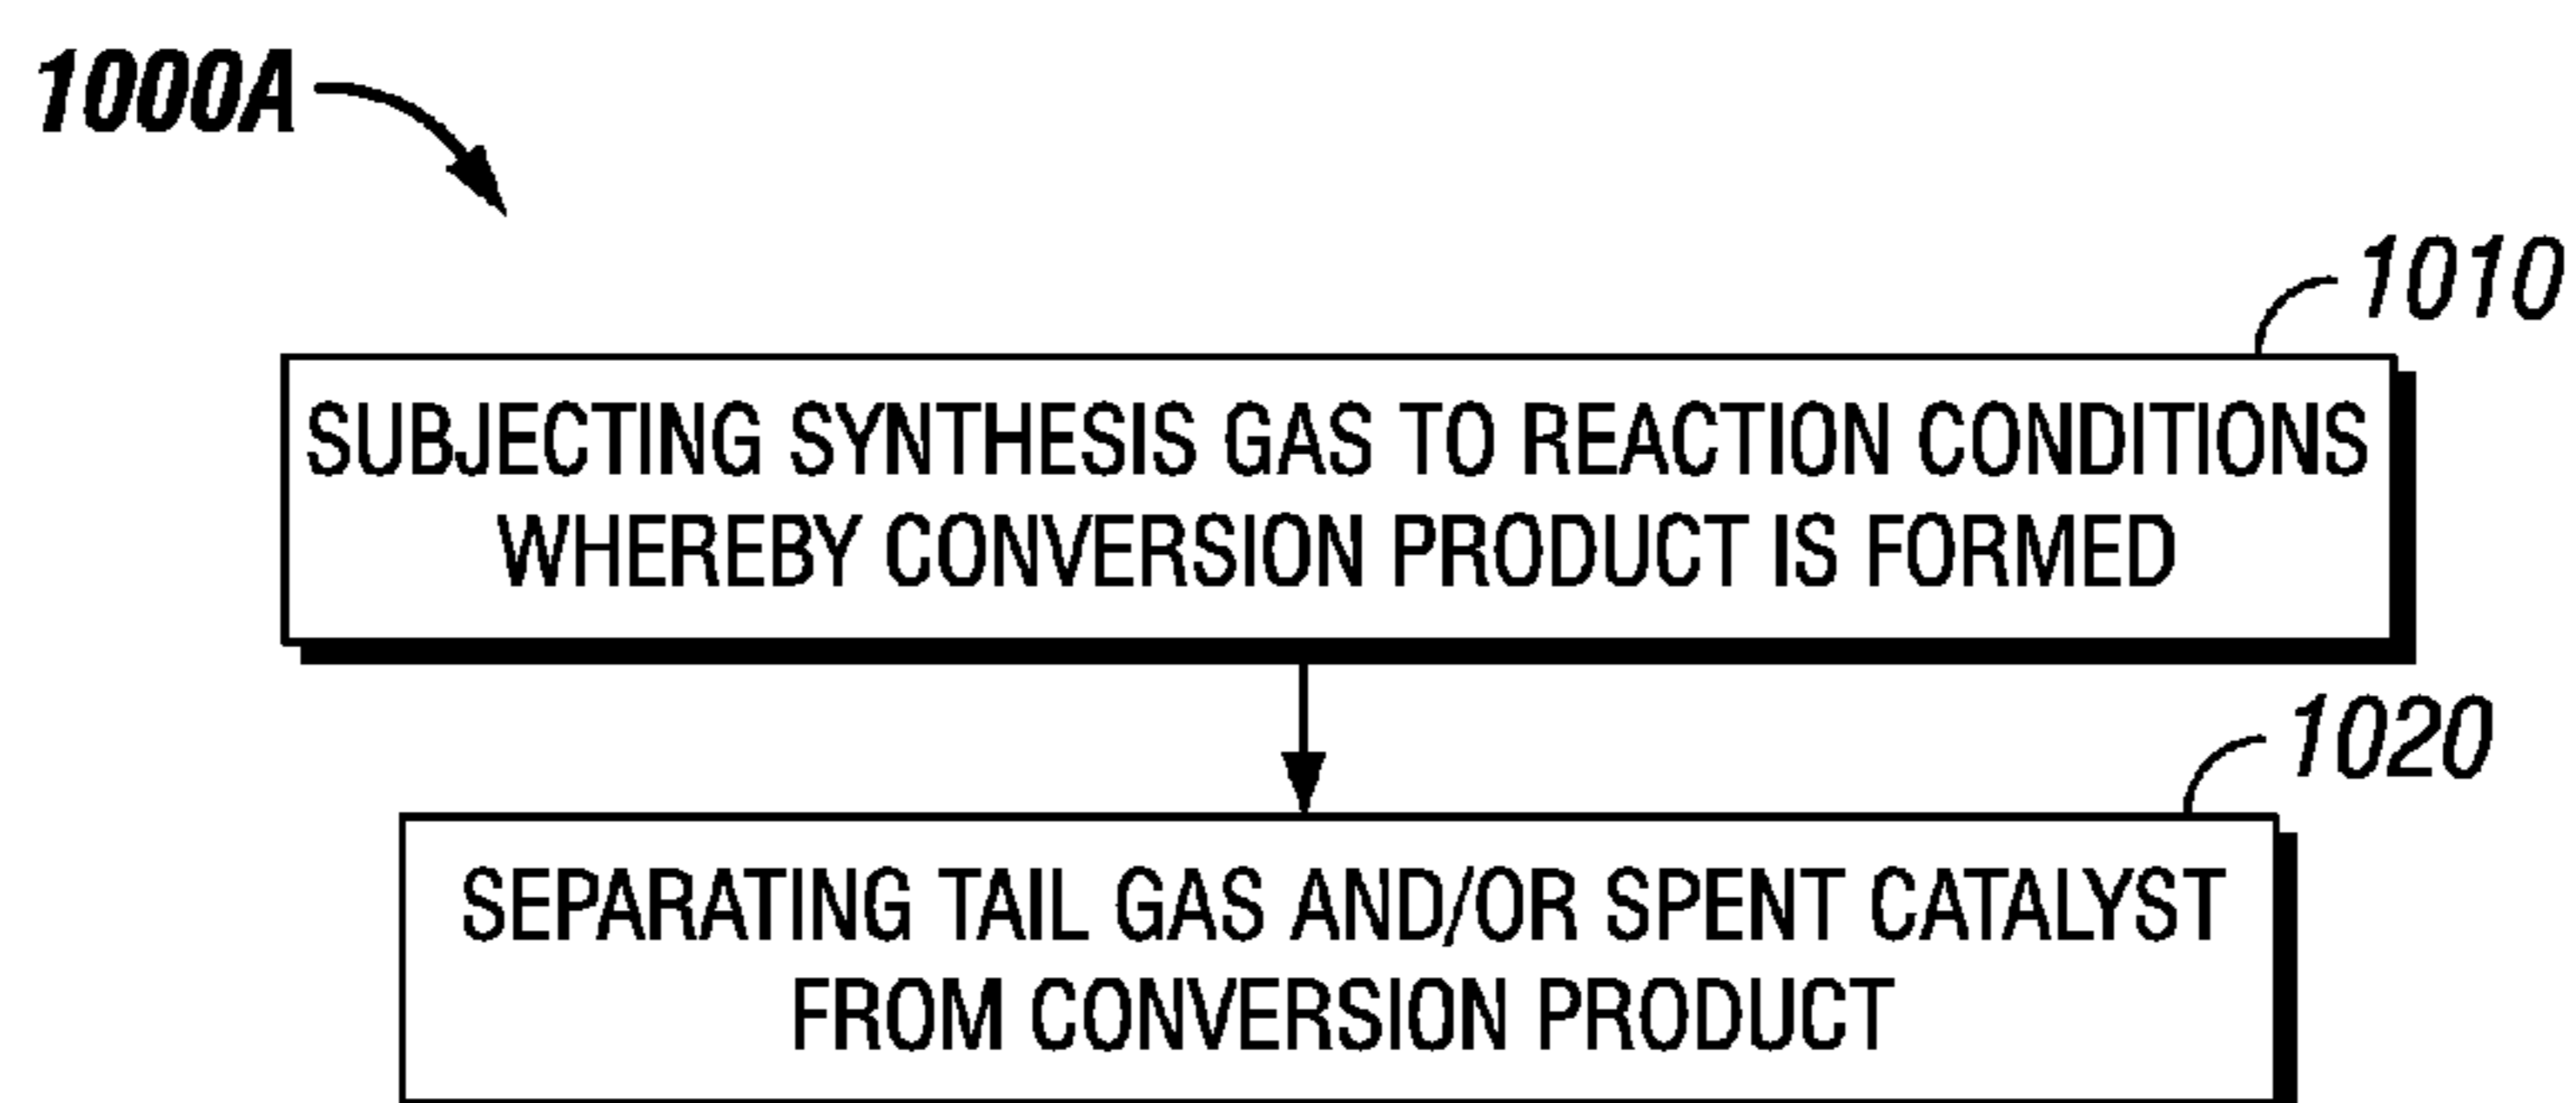 1000A
1010
SUBJECTING SYNTHESIS GAS TO REACTION CONDITIONS
WHEREBY CONVERSION PRODUCT IS FORMED
1020
SEPARATING TAIL GAS AND/OR SPENT CATALYST
FROM CONVERSION PRODUCT